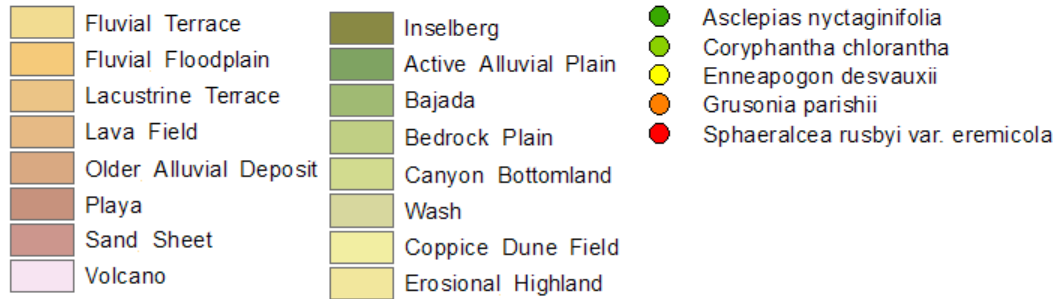 Fluvial Terrace
Fluvial Floodplain
Lacustrine Terrace
Lava Field
Older Alluvial Deposit
Playa
Sand Sheet
Volcano
Inselberg
Active Alluvial Plain
Bajada
Bedrock Plain
Canyon Bottomland
Wash
Coppice Dune Field
Erosional Highland
Asclepias nyctaginifolia
Coryphantha chlorantha
Enneapogon desvauxii
Grusonia parishii
Sphaeralcea rusbyi var. eremicola